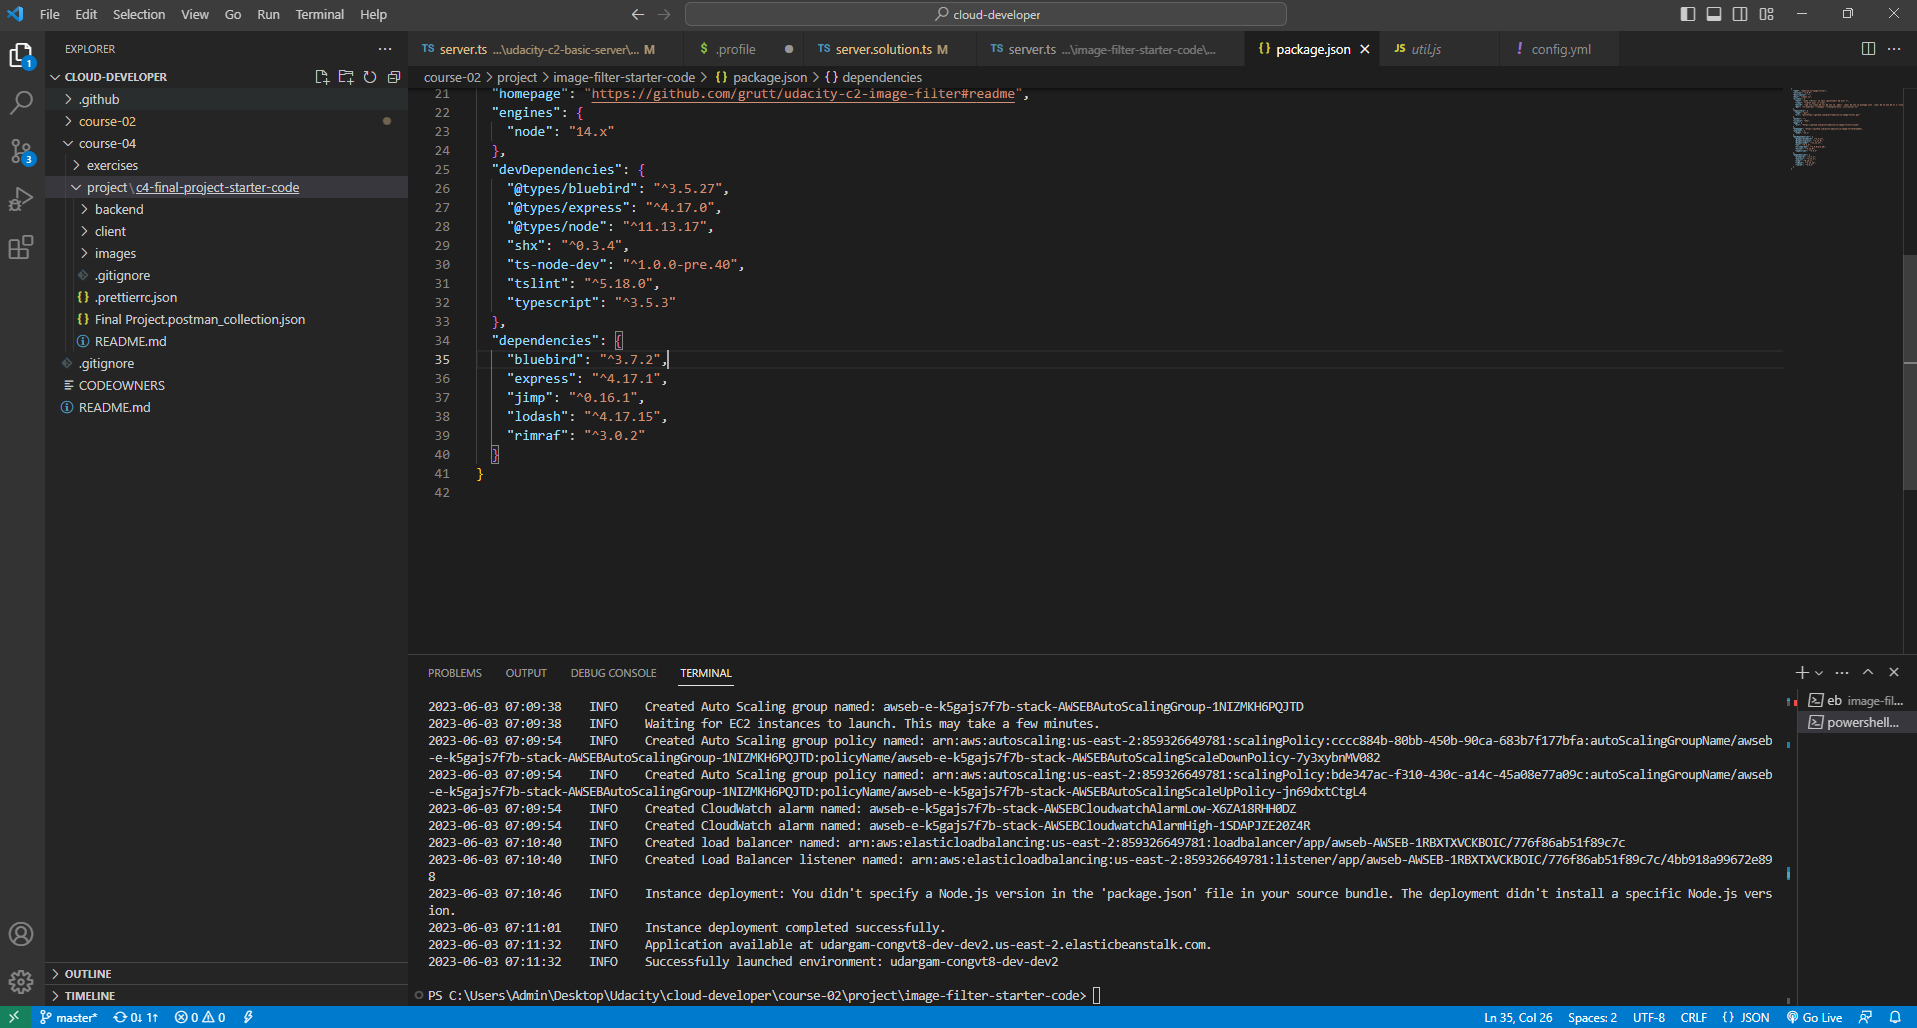 File Edit Selection View Go Run Terminal Help
cloud-developer
EXPLORER
TS server.ts ...\udacity-c2-basic-server\... M
$ .profile
TS server.solution.ts M
TS server.ts ...\image-filter-starter-code\...
{} package.json
JS util.js
! config.yml
CLOUD-DEVELOPER
course-02 > project > image-filter-starter-code > {} package.json > {} dependencies
.github
course-02
course-04
exercises
project\c4-final-project-starter-code
backend
client
images
.gitignore
{} .prettierrc.json
{} Final Project.postman_collection.json
README.md
.gitignore
CODEOWNERS
README.md
OUTLINE
TIMELINE
21 "homepage": "https://github.com/grutt/udacity-c2-image-filter#readme",
22 "engines": {
23 "node": "14.x"
24 },
25 "devDependencies": {
26 "@types/bluebird": "^3.5.27",
27 "@types/express": "^4.17.0",
28 "@types/node": "^11.13.17",
29 "shx": "^0.3.4",
30 "ts-node-dev": "^1.0.0-pre.40",
31 "tslint": "^5.18.0",
32 "typescript": "^3.5.3"
33 },
34 "dependencies": {
35 "bluebird": "^3.7.2",
36 "express": "^4.17.1",
37 "jimp": "^0.16.1",
38 "lodash": "^4.17.15",
39 "rimraf": "^3.0.2"
40 }
41 }
42
PROBLEMS OUTPUT DEBUG CONSOLE TERMINAL
2023-06-03 07:09:38 INFO Created Auto Scaling group named: awseb-e-k5gajs7f7b-stack-AWSEBAutoScalingGroup-1NIZMKH6PQJTD
2023-06-03 07:09:38 INFO Waiting for EC2 instances to launch. This may take a few minutes.
2023-06-03 07:09:54 INFO Created Auto Scaling group policy named: arn:aws:autoscaling:us-east-2:859326649781:scalingPolicy:cccc884b-80bb-450b-90ca-683b7f177bfa:autoScalingGroupName/awseb
-e-k5gajs7f7b-stack-AWSEBAutoScalingGroup-1NIZMKH6PQJTD:policyName/awseb-e-k5gajs7f7b-stack-AWSEBAutoScalingScaleDownPolicy-7y3xybnMV082
2023-06-03 07:09:54 INFO Created Auto Scaling group policy named: arn:aws:autoscaling:us-east-2:859326649781:scalingPolicy:bde347ac-f310-430c-a14c-45a08e77a09c:autoScalingGroupName/awseb
-e-k5gajs7f7b-stack-AWSEBAutoScalingGroup-1NIZMKH6PQJTD:policyName/awseb-e-k5gajs7f7b-stack-AWSEBAutoScalingScaleUpPolicy-jn69dxtCtgL4
2023-06-03 07:09:54 INFO Created CloudWatch alarm named: awseb-e-k5gajs7f7b-stack-AWSEBCloudwatchAlarmLow-X6ZA18RHH0DZ
2023-06-03 07:09:54 INFO Created CloudWatch alarm named: awseb-e-k5gajs7f7b-stack-AWSEBCloudwatchAlarmHigh-1SDAPJZE20Z4R
2023-06-03 07:10:40 INFO Created load balancer named: arn:aws:elasticloadbalancing:us-east-2:859326649781:loadbalancer/app/awseb-AWSEB-1RBXTXVCKBOIC/776f86ab51f89c7c
2023-06-03 07:10:40 INFO Created Load Balancer listener named: arn:aws:elasticloadbalancing:us-east-2:859326649781:listener/app/awseb-AWSEB-1RBXTXVCKBOIC/776f86ab51f89c7c/4bb918a99672e89
8
2023-06-03 07:10:46 INFO Instance deployment: You didn't specify a Node.js version in the 'package.json' file in your source bundle. The deployment didn't install a specific Node.js vers
ion.
2023-06-03 07:11:01 INFO Instance deployment completed successfully.
2023-06-03 07:11:32 INFO Application available at udargam-congvt8-dev-dev2.us-east-2.elasticbeanstalk.com.
2023-06-03 07:11:32 INFO Successfully launched environment: udargam-congvt8-dev-dev2
PS C:\Users\Admin\Desktop\Udacity\cloud-developer\course-02\project\image-filter-starter-code>
eb image-fil...
powershell...
1
3
master* 0↓ 1↑ 0 0
Ln 35, Col 26 Spaces: 2 UTF-8 CRLF {} JSON Go Live